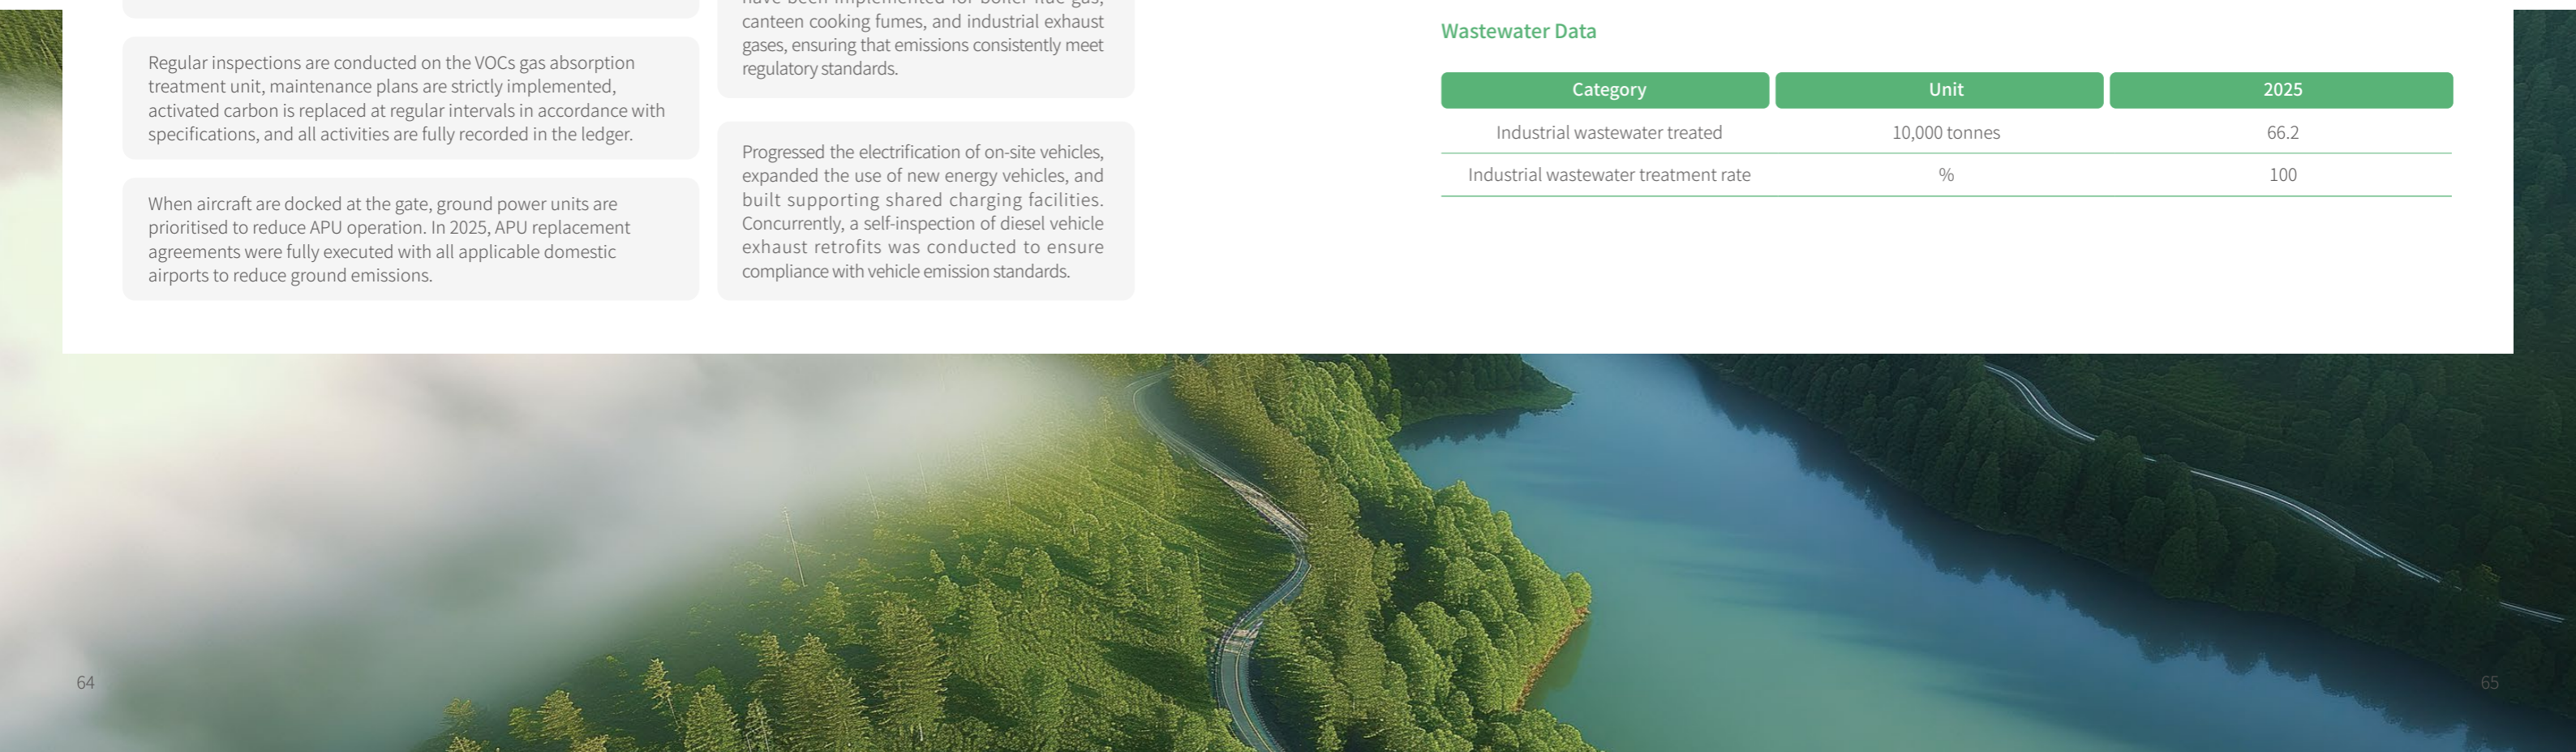 Regular inspections are conducted on the VOCs gas absorption
treatment unit, maintenance plans are strictly implemented,
activated carbon is replaced at regular intervals in accordance with
specifications, and all activities are fully recorded in the ledger.
When aircraft are docked at the gate, ground power units are
prioritised to reduce APU operation. In 2025, APU replacement
agreements were fully executed with all applicable domestic
airports to reduce ground emissions.
have been implemented for boiler flue gas,
canteen cooking fumes, and industrial exhaust
gases, ensuring that emissions consistently meet
regulatory standards.
Progressed the electrification of on-site vehicles,
expanded the use of new energy vehicles, and
built supporting shared charging facilities.
Concurrently, a self-inspection of diesel vehicle
exhaust retrofits was conducted to ensure
compliance with vehicle emission standards.
Wastewater Data
Category Unit 2025
Industrial wastewater treated 10,000 tonnes 66.2
Industrial wastewater treatment rate % 100
64
65